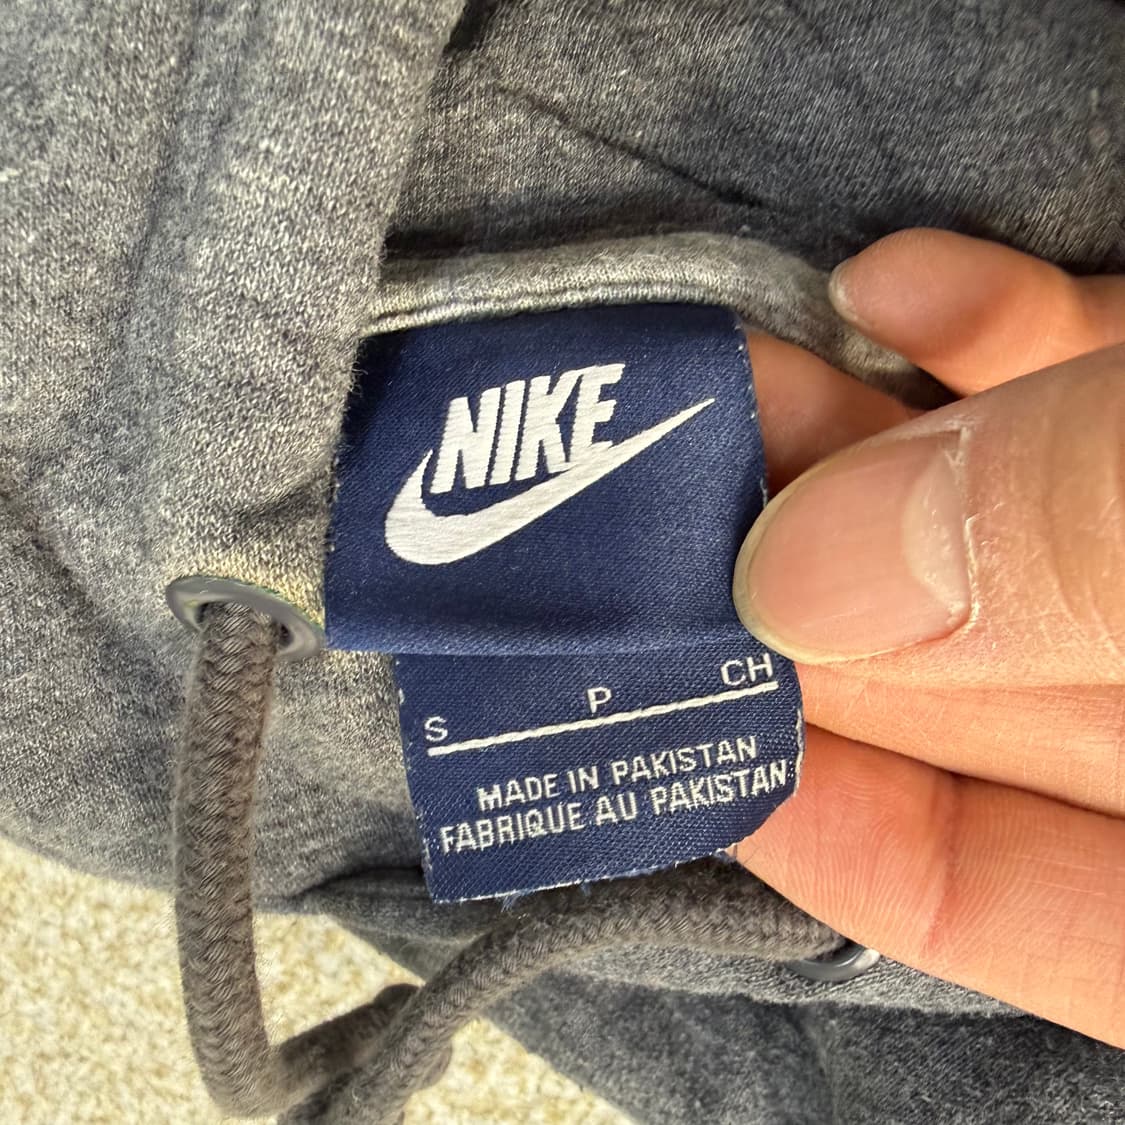 NIKE
S P CH
MADE IN PAKISTAN
FABRIQUE AU PAKISTAN